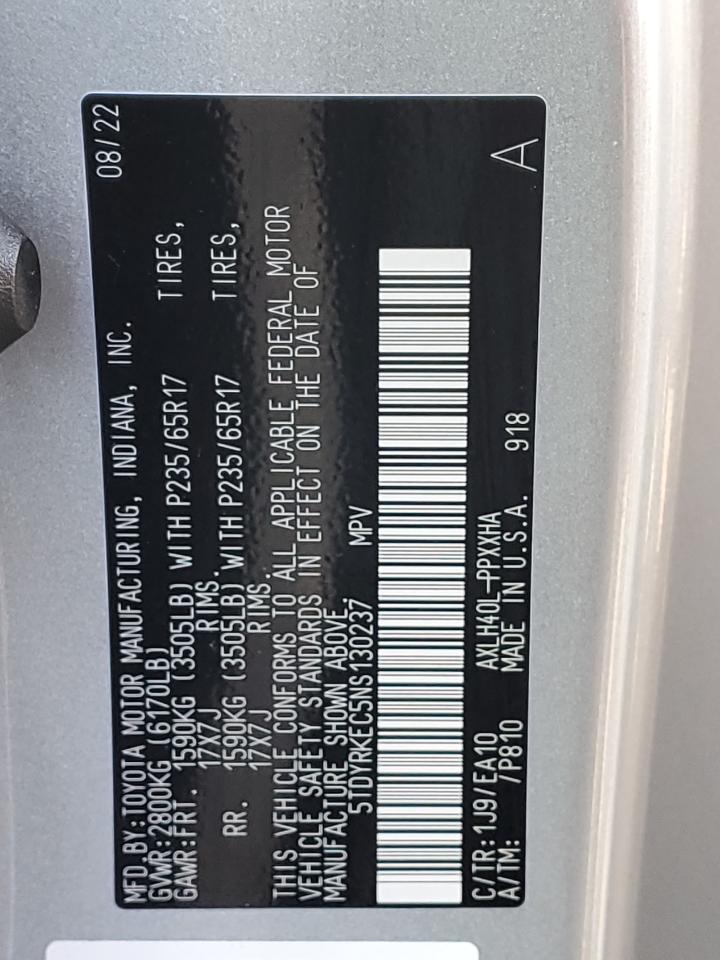 MFD.BY:TOYOTA MOTOR MANUFACTURING, INDIANA, INC. 08/22
GVWR:2800KG (6170LB)
GAWR:FRT. 1590KG (3505LB) WITH P235/65R17 TIRES,
17X7J RIMS.
RR. 1590KG (3505LB) WITH P235/65R17 TIRES,
17X7J RIMS.
THIS VEHICLE CONFORMS TO ALL APPLICABLE FEDERAL MOTOR
VEHICLE SAFETY STANDARDS IN EFFECT ON THE DATE OF
MANUFACTURE SHOWN ABOVE.
5TDYRKEC5NS130237 MPV
C/TR:1J9/EA10 AXLH40L-PPXXHA
A/TM: /P810 MADE IN U.S.A. 918 A